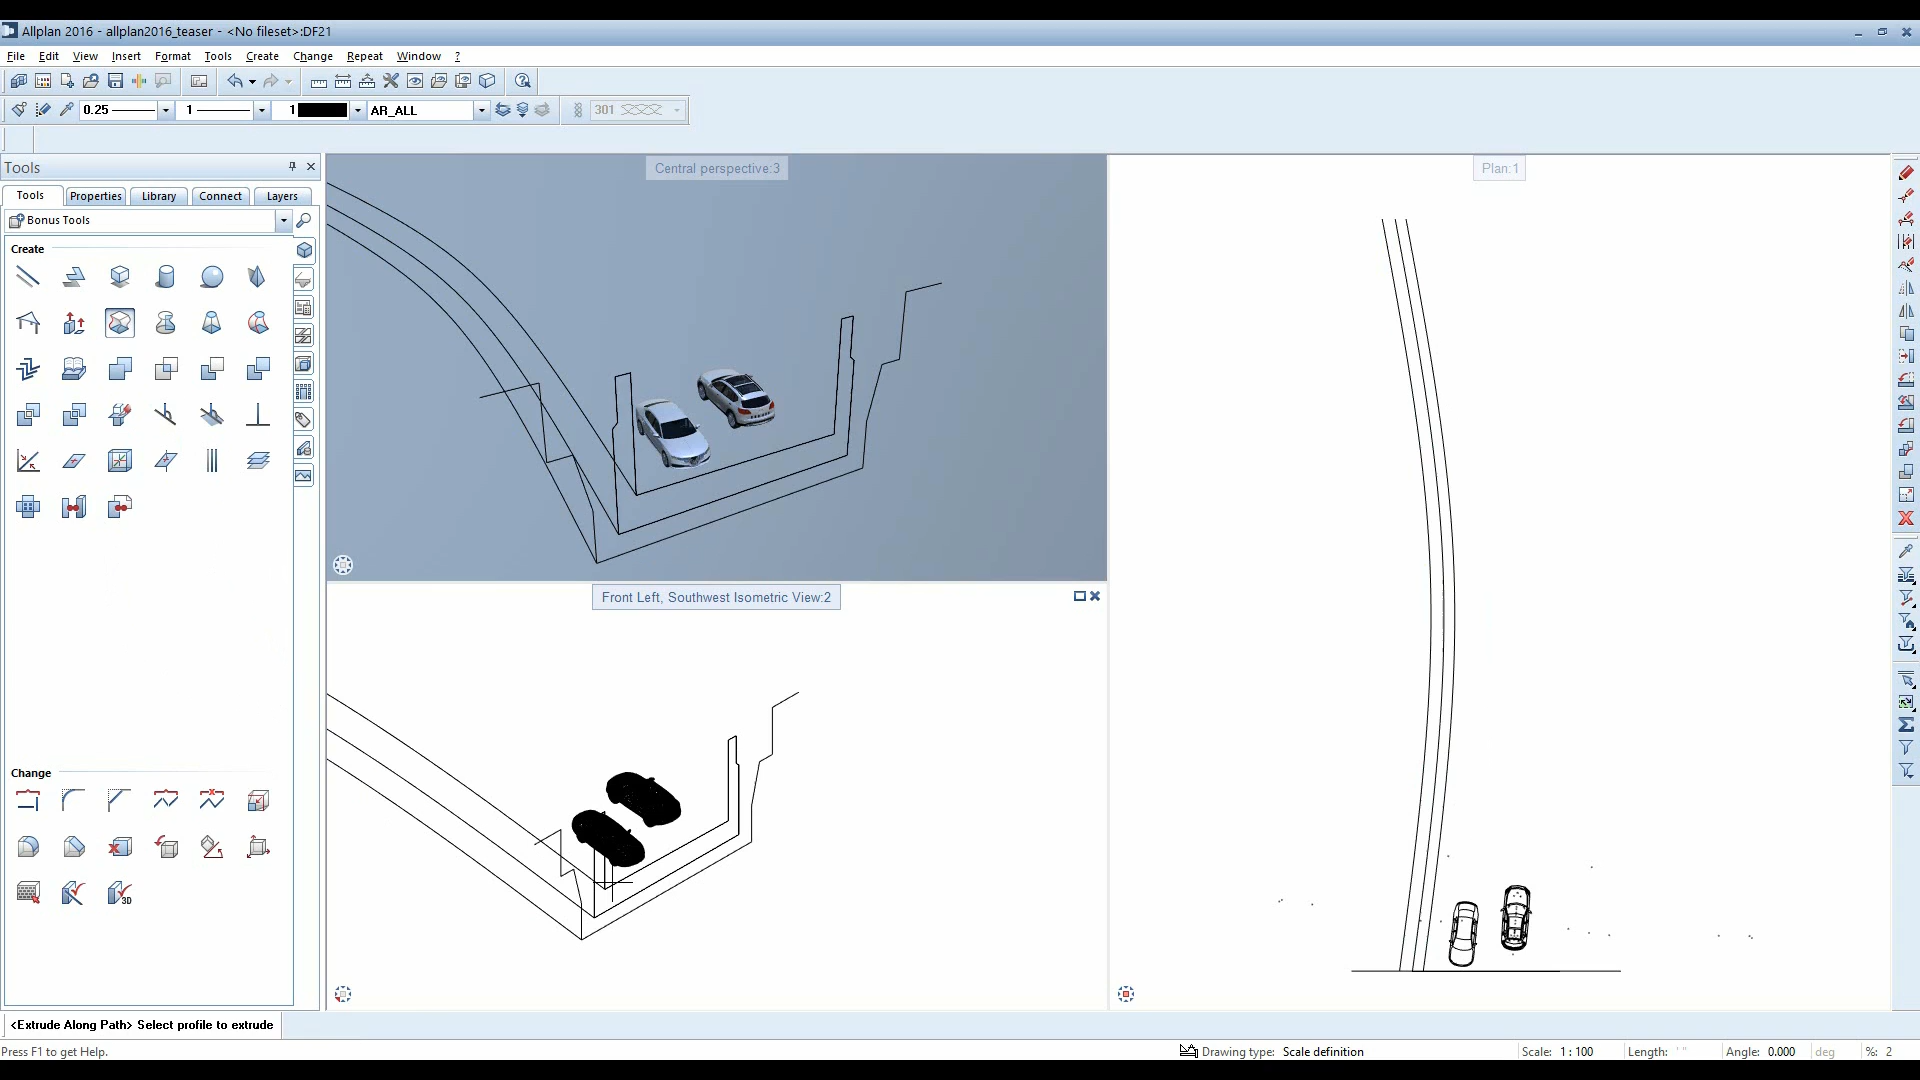 Allplan 2016 - allplan2016_teaser - <No fileset>:DF21
File Edit View Insert Format Tools Create Change Repeat Window ?
0.25 1 1 AR_ALL 301
Tools
Tools Properties Library Connect Layers
Bonus Tools
Create
3D
Change
Central perspective:3
Plan:1
Front Left, Southwest Isometric View:2
<Extrude Along Path> Select profile to extrude
Press F1 to get Help.
Drawing type: Scale definition Scale: 1 : 100 Length: ' " Angle: 0.000 deg %: 2